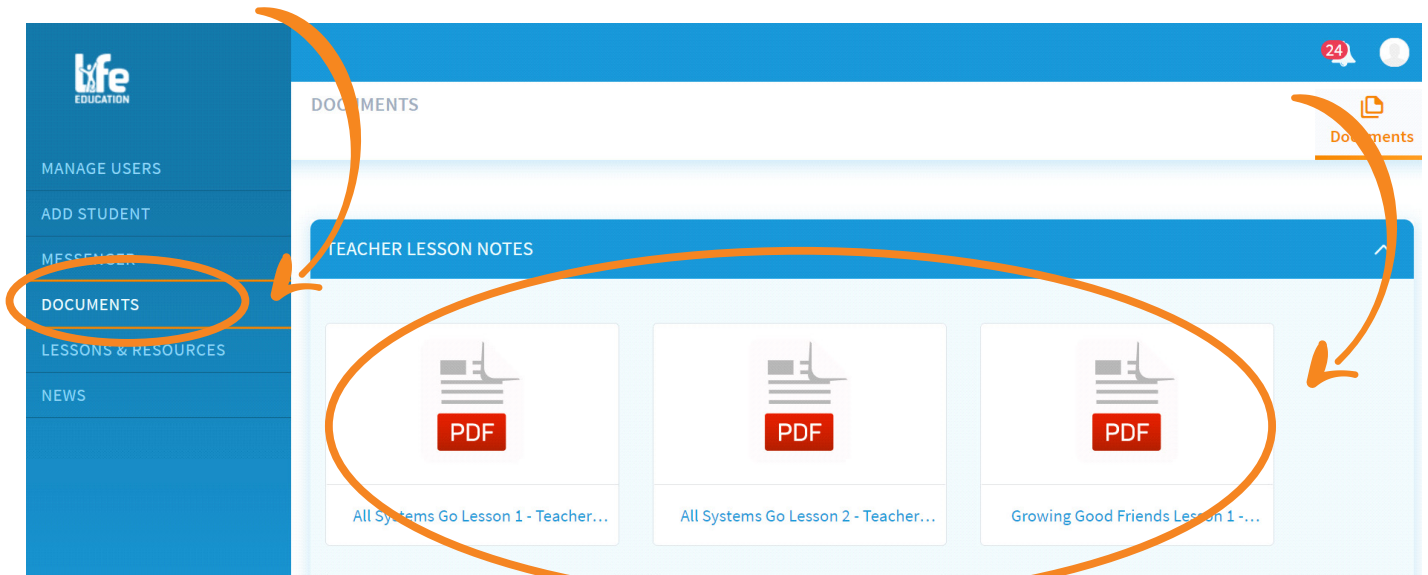 24
Life
EDUCATION
DOCUMENTS
Documents
MANAGE USERS
ADD STUDENT
MESSENGER
DOCUMENTS
LESSONS & RESOURCES
NEWS
TEACHER LESSON NOTES
PDF
PDF
PDF
All Systems Go Lesson 1 - Teacher...
All Systems Go Lesson 2 - Teacher...
Growing Good Friends Lesson 1 -...